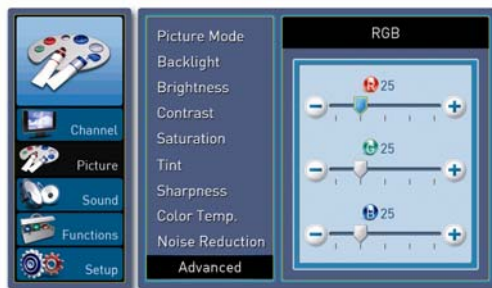 Channel
Picture
Sound
Functions
Setup
Picture Mode
Backlight
Brightness
Contrast
Saturation
Tint
Sharpness
Color Temp.
Noise Reduction
Advanced
RGB
R 25
G 25
B 25